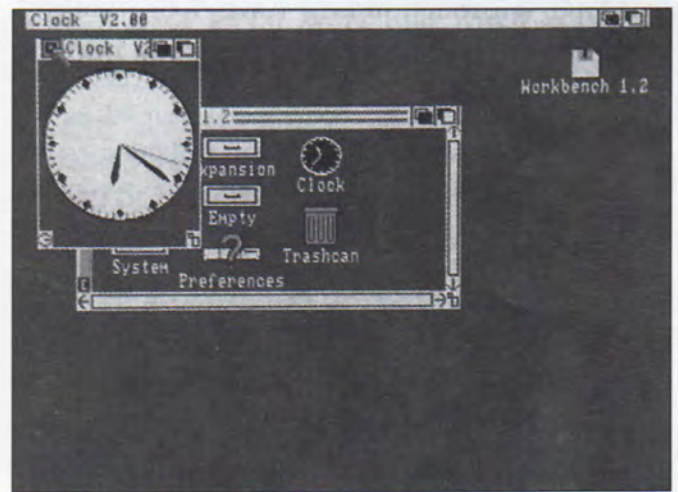 Clock V2.00
Clock V2
Workbench 1.2
1.2
xpansion
Clock
Empty
Trashcan
System
Preferences